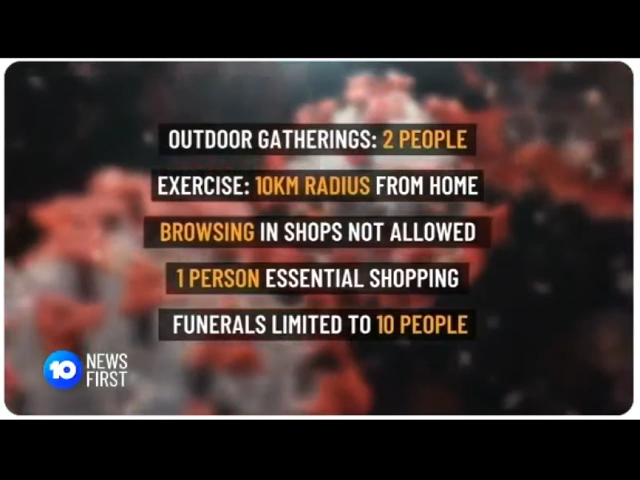 OUTDOOR GATHERINGS: 2 PEOPLE
EXERCISE: 10KM RADIUS FROM HOME
BROWSING IN SHOPS NOT ALLOWED
1 PERSON ESSENTIAL SHOPPING
FUNERALS LIMITED TO 10 PEOPLE
10 NEWS
FIRST